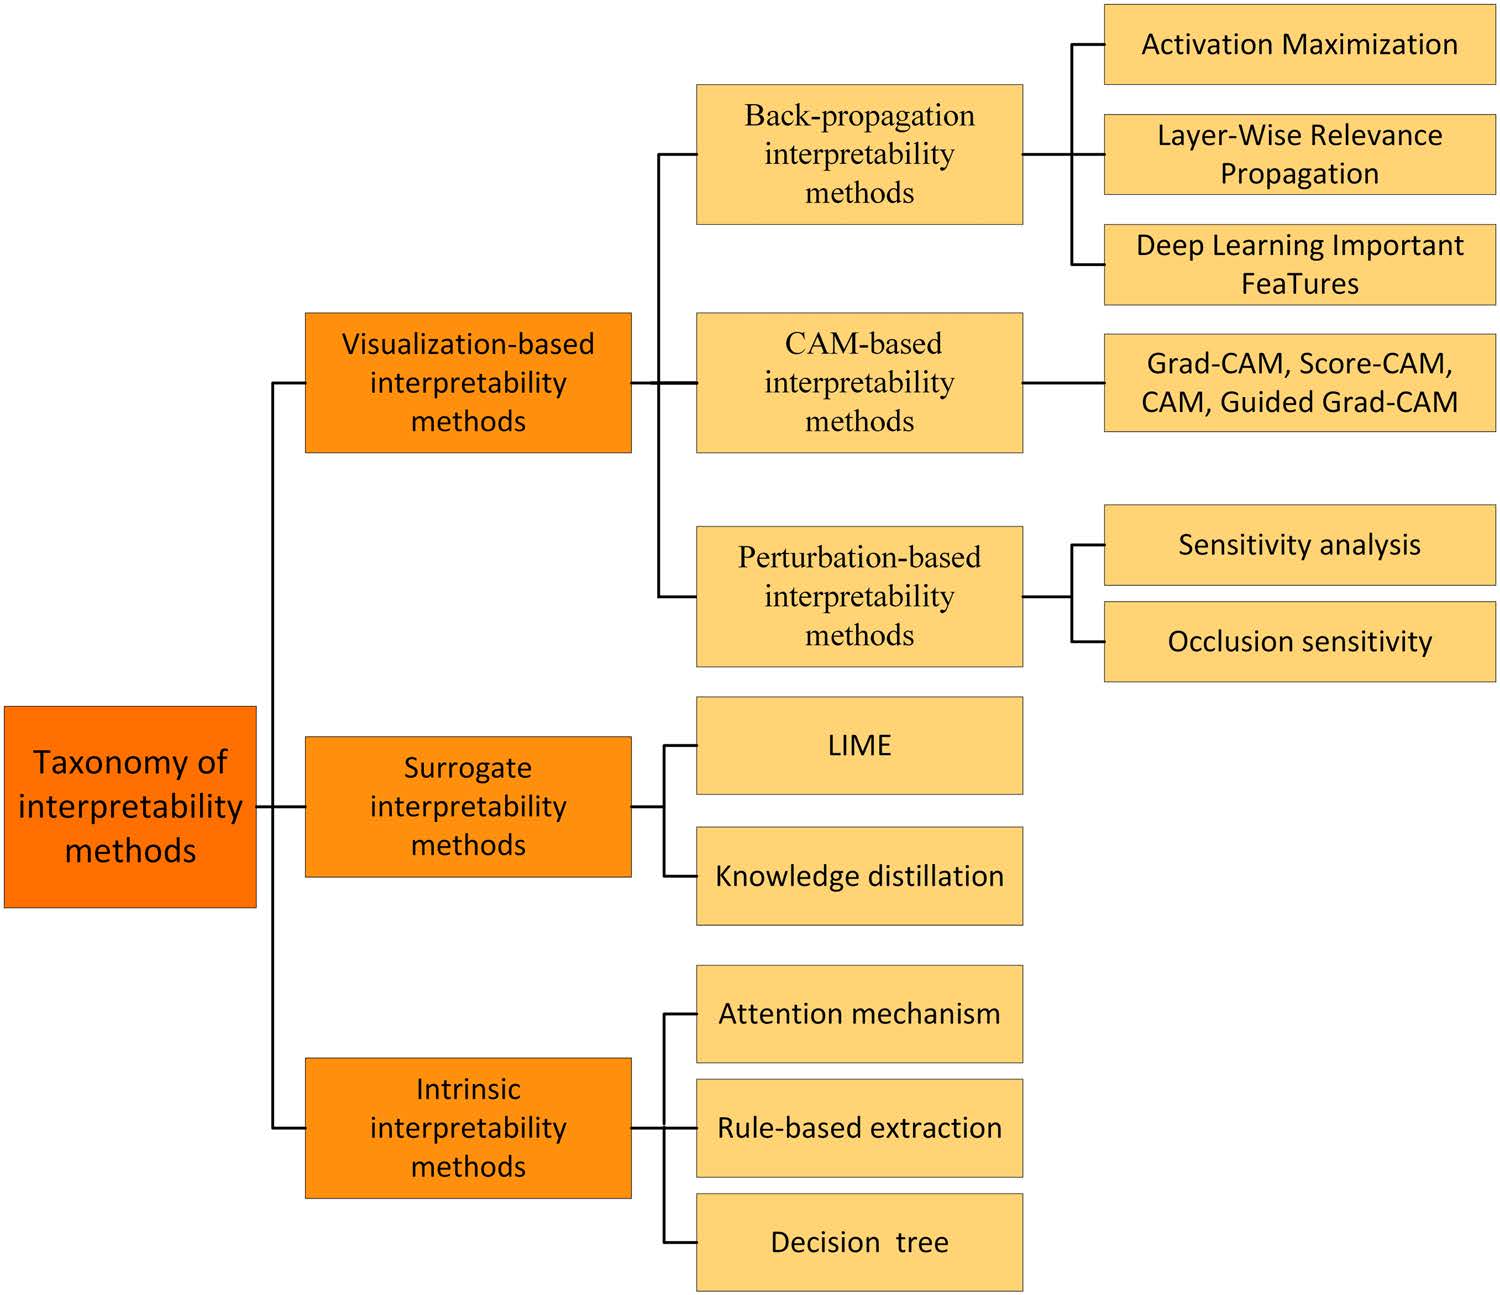 Taxonomy of
interpretability
methods
Visualization-based
interpretability
methods
Back-propagation
interpretability
methods
Activation Maximization
Layer-Wise Relevance
Propagation
Deep Learning Important
FeaTures
CAM-based
interpretability
methods
Grad-CAM, Score-CAM,
CAM, Guided Grad-CAM
Perturbation-based
interpretability
methods
Sensitivity analysis
Occlusion sensitivity
Surrogate
interpretability
methods
LIME
Knowledge distillation
Intrinsic
interpretability
methods
Attention mechanism
Rule-based extraction
Decision tree